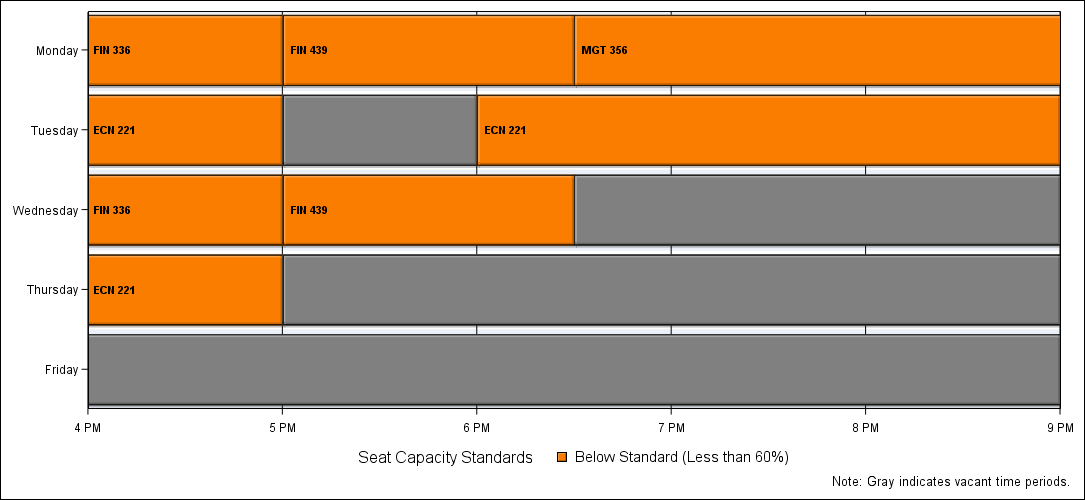 Monday
FIN 336
FIN 439
MGT 356
Tuesday
ECN 221
ECN 221
Wednesday
FIN 336
FIN 439
Thursday
ECN 221
Friday
4 PM
5 PM
6 PM
7 PM
8 PM
9 PM
Seat Capacity Standards
Below Standard (Less than 60%)
Note: Gray indicates vacant time periods.